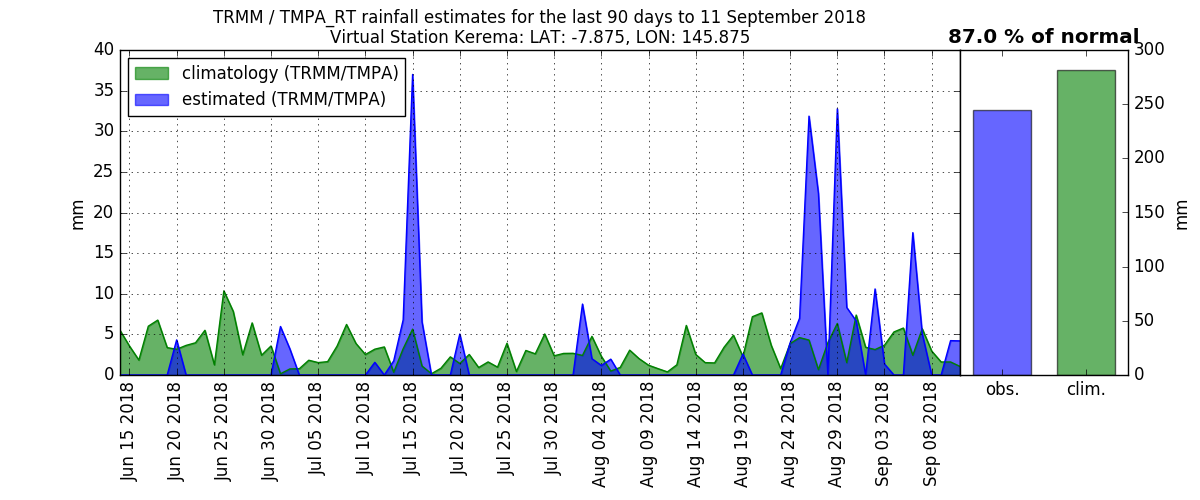 TRMM / TMPA_RT rainfall estimates for the last 90 days to 11 September 2018
Virtual Station Kerema: LAT: -7.875, LON: 145.875
87.0 % of normal
climatology (TRMM/TMPA)
estimated (TRMM/TMPA)
mm
40
35
30
25
20
15
10
5
0
Jun 15 2018
Jun 20 2018
Jun 25 2018
Jun 30 2018
Jul 05 2018
Jul 10 2018
Jul 15 2018
Jul 20 2018
Jul 25 2018
Jul 30 2018
Aug 04 2018
Aug 09 2018
Aug 14 2018
Aug 19 2018
Aug 24 2018
Aug 29 2018
Sep 03 2018
Sep 08 2018
obs.
clim.
300
250
200
150
100
50
0
mm